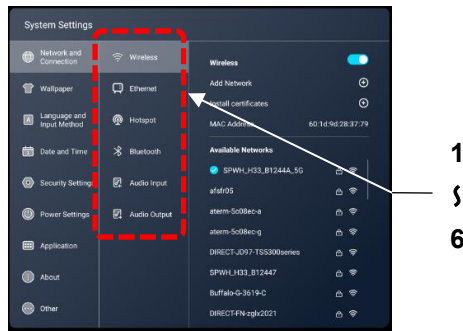 System Settings
Network and
Connection
Wallpaper
Language and
Input Method
Date and Time
Security Settings
Power Settings
Application
About
Other
Wireless
Ethernet
Hotspot
Bluetooth
Audio Input
Audio Output
Wireless
Add Network
Install certificates
MAC Address 60:1d:9d:28:37:79
Available Networks
SPWH_H33_B1244A_5G
afsfr05
aterm-5c08ec-a
aterm-5c08ec-g
DIRECT-JD97-TS5300series
SPWH_H33_B12447
Buffalo-G-3619-C
DIRECT-FN-zglx2021
1
6